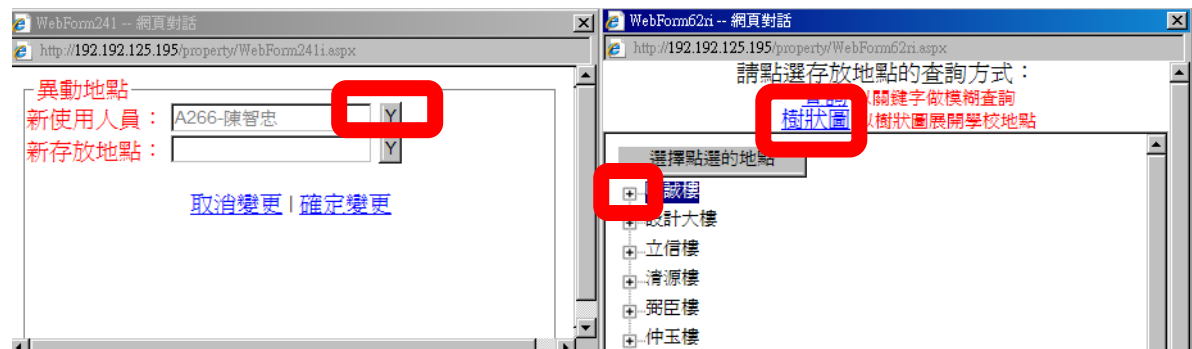 WebForm241 -- 網頁對話
http://192.192.125.195/property/WebForm241i.aspx
異動地點
新使用人員： A266-陳智忠 Y
新存放地點： Y
取消變更 | 確定變更
WebForm62ri -- 網頁對話
http://192.192.125.195/property/WebForm62ri.aspx
請點選存放地點的查詢方式：
關鍵字做模糊查詢
樹狀圖 以樹狀圖展開學校地點
選擇點選的地點
誠樓
設計大樓
立信樓
清源樓
弼臣樓
仲玉樓